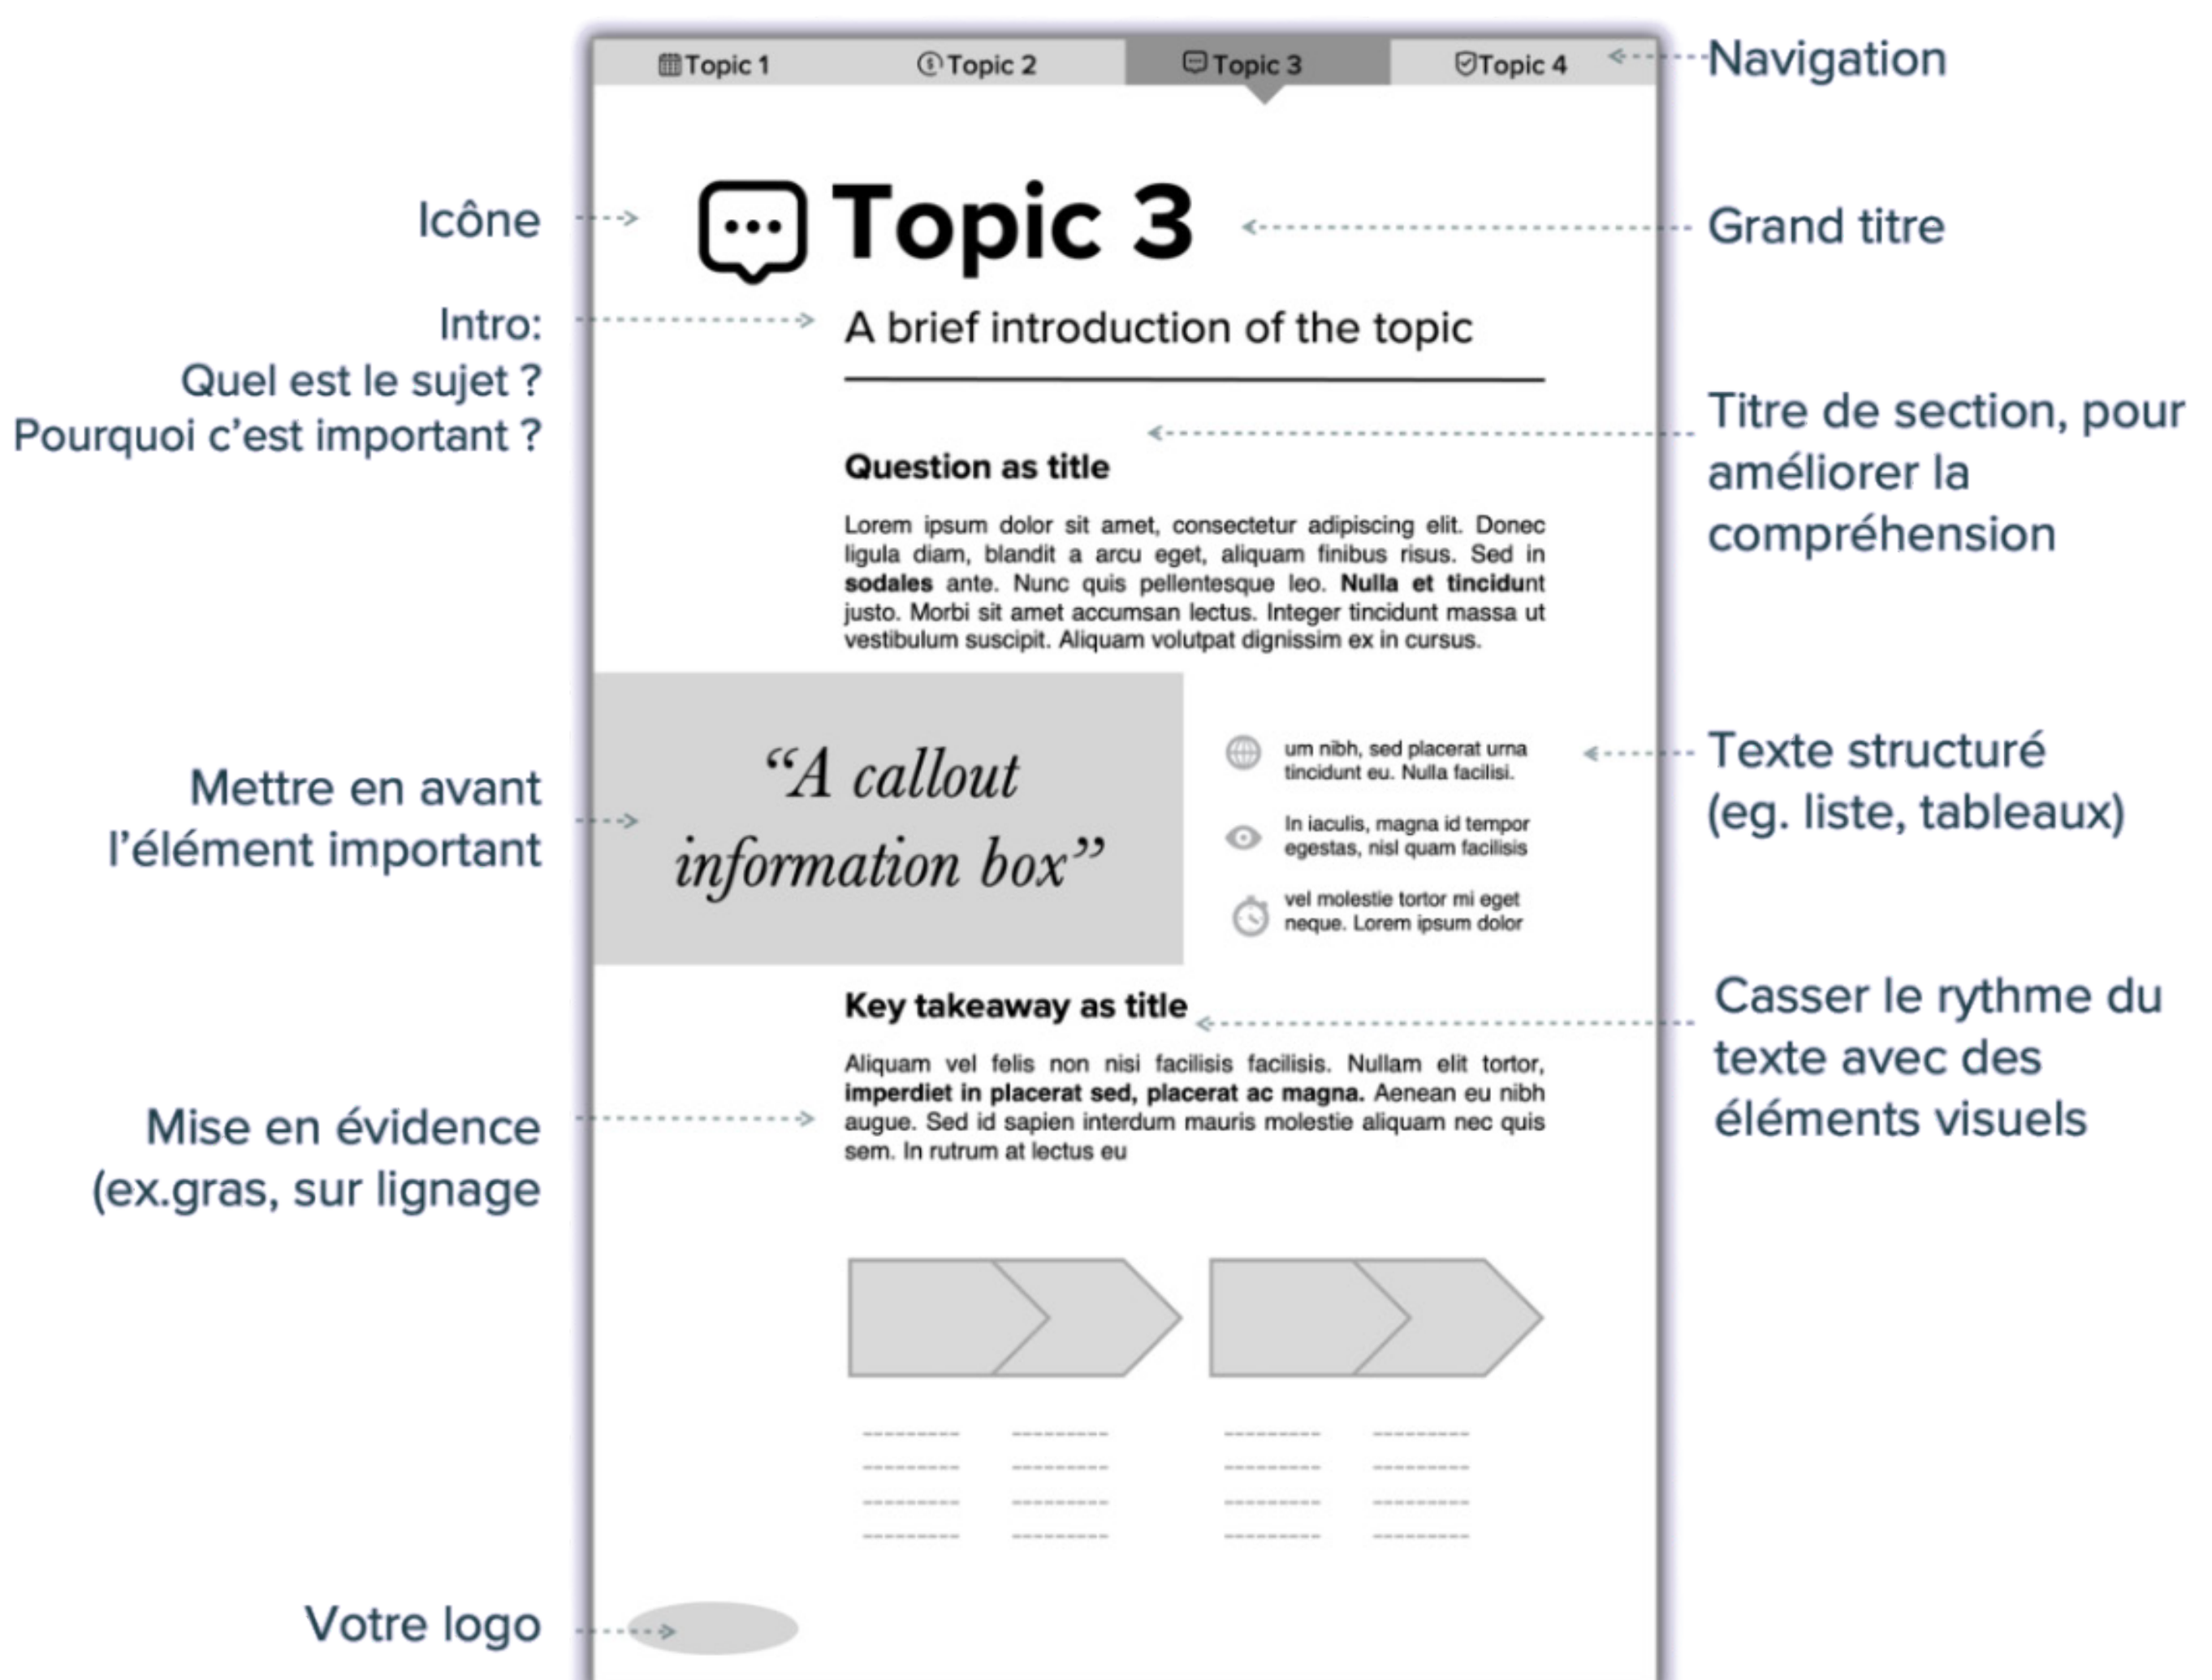 Topic 1
Topic 2
Topic 3
Topic 4
Navigation
Icône
Topic 3
Grand titre
Intro:
Quel est le sujet ?
Pourquoi c'est important ?
A brief introduction of the topic
Titre de section, pour
améliorer la
compréhension
Question as title
Lorem ipsum dolor sit amet, consectetur adipiscing elit. Donec
ligula diam, blandit a arcu eget, aliquam finibus risus. Sed in
sodales ante. Nunc quis pellentesque leo. Nulla et tincidunt
justo. Morbi sit amet accumsan lectus. Integer tincidunt massa ut
vestibulum suscipit. Aliquam volutpat dignissim ex in cursus.
Mettre en avant
l'élément important
“A callout
information box”
um nibh, sed placerat urna
tincidunt eu. Nulla facilisi.
In iaculis, magna id tempor
egestas, nisl quam facilisis
vel molestie tortor mi eget
neque. Lorem ipsum dolor
Texte structuré
(eg. liste, tableaux)
Key takeaway as title
Aliquam vel felis non nisi facilisis facilisis. Nullam elit tortor,
imperdiet in placerat sed, placerat ac magna. Aenean eu nibh
augue. Sed id sapien interdum mauris molestie aliquam nec quis
sem. In rutrum at lectus eu
Casser le rythme du
texte avec des
éléments visuels
Mise en évidence
(ex.gras, sur lignage
Votre logo